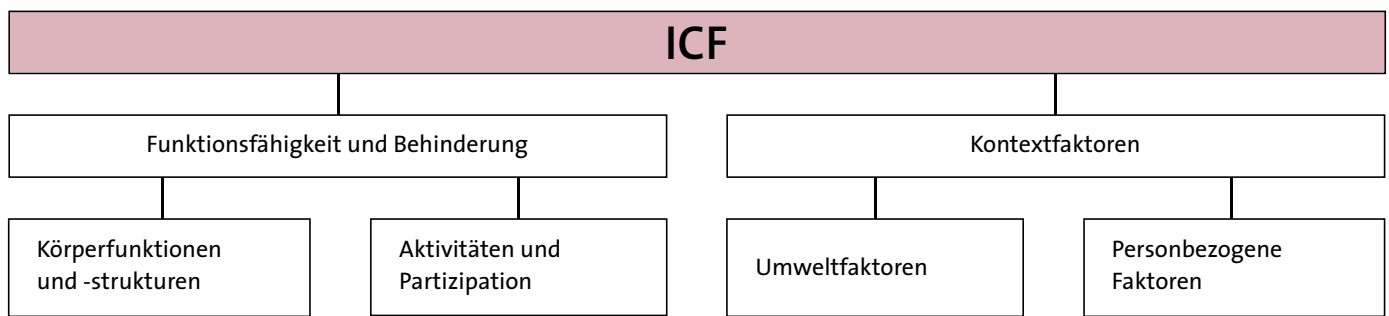 ICF
Funktionsfähigkeit und Behinderung
Kontextfaktoren
Körperfunktionen
und -strukturen
Aktivitäten und
Partizipation
Umweltfaktoren
Personbezogene
Faktoren